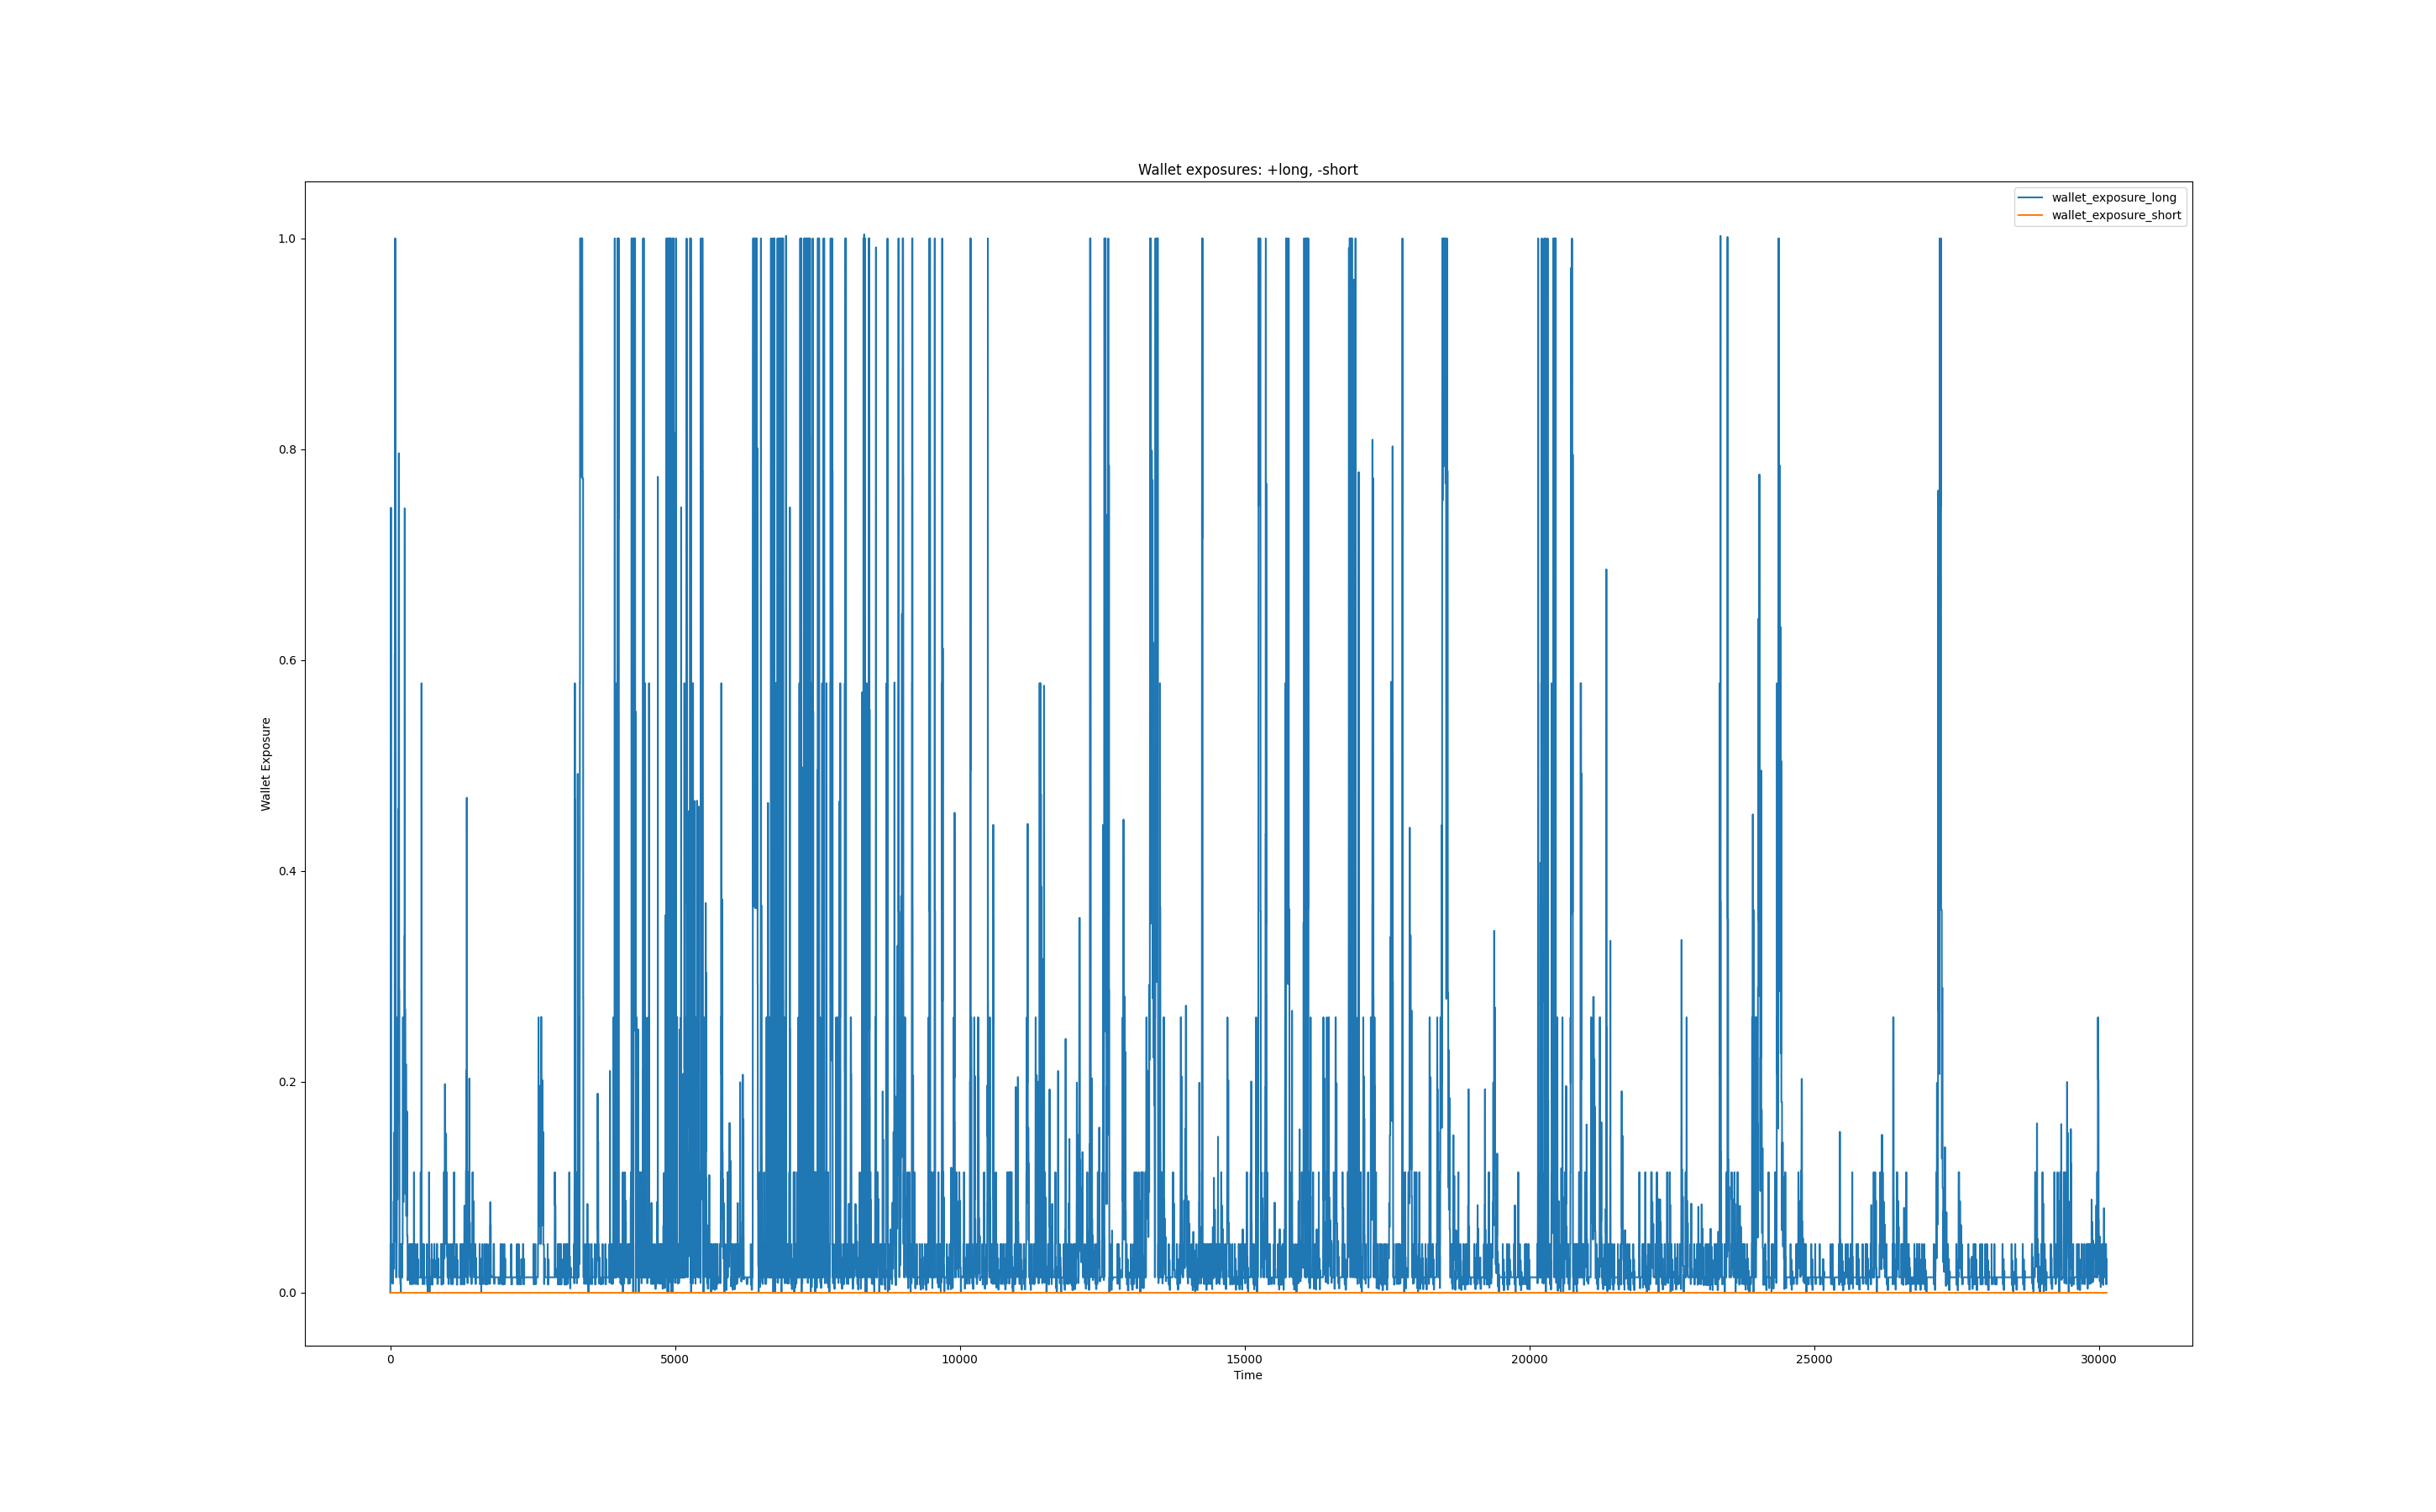 Wallet exposures: +long, -short
wallet_exposure_long
wallet_exposure_short
1.0
0.8
0.6
0.4
0.2
0.0
Wallet Exposure
0 5000 10000 15000 20000 25000 30000
Time